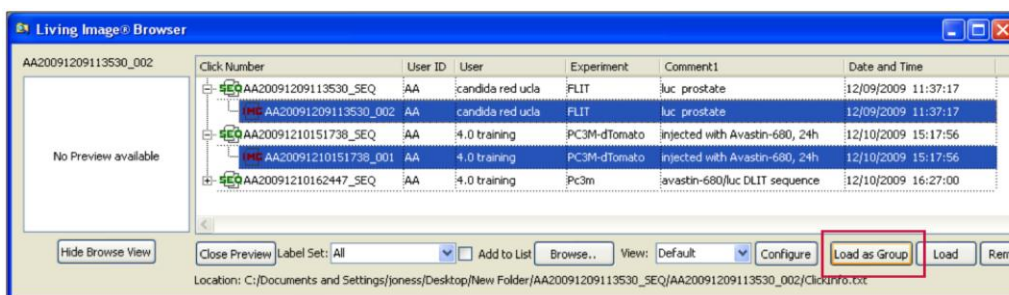 Living Image® Browser
AA20091209113530_002
Click Number User ID User Experiment Comment1 Date and Time
SEQ AA20091209113530_SEQ AA candida red ucla FLIT luc prostate 12/09/2009 11:37:17
IMG AA20091209113530_002 AA candida red ucla FLIT luc prostate 12/09/2009 11:37:17
SEQ AA20091210151738_SEQ AA 4.0 training PC3M-dTomato injected with Avastin-680, 24h 12/10/2009 15:17:56
No Preview available
IMG AA20091210151738_001 AA 4.0 training PC3M-dTomato injected with Avastin-680, 24h 12/10/2009 15:17:56
SEQ AA20091210162447_SEQ AA 4.0 training Pc3m avastin-680/luc DLIT sequence 12/10/2009 16:27:00
Hide Browse View Close Preview Label Set: All Add to List Browse.. View: Default Configure Load as Group Load Rem
Location: C:/Documents and Settings/joness/Desktop/New Folder/AA20091209113530_SEQ/AA20091209113530_002/ClickInfo.txt